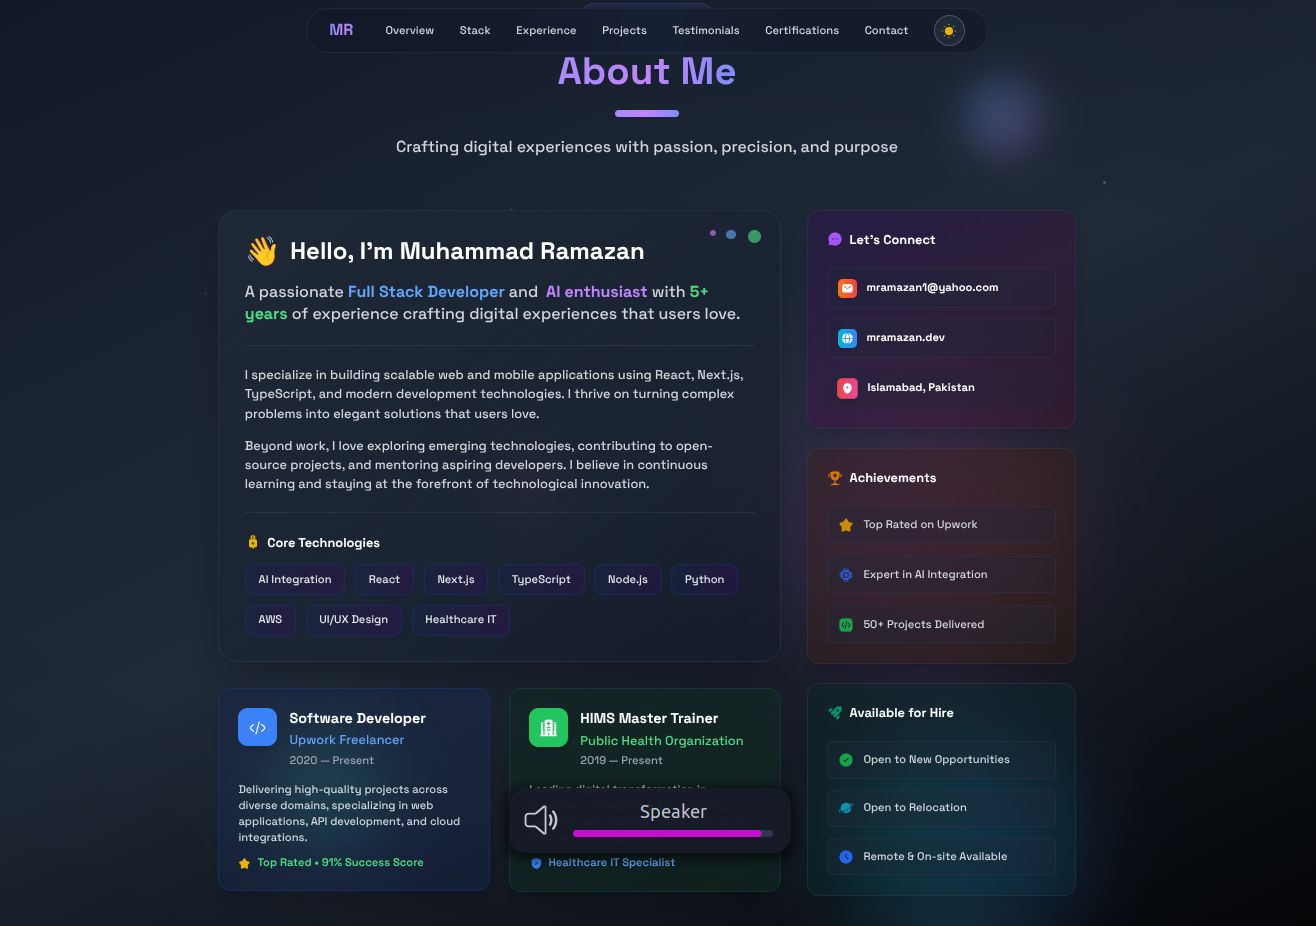 MR Overview Stack Experience Projects Testimonials Certifications Contact
About Me
Crafting digital experiences with passion, precision, and purpose
👋 Hello, I'm Muhammad Ramazan
A passionate Full Stack Developer and AI enthusiast with 5+
years of experience crafting digital experiences that users love.
I specialize in building scalable web and mobile applications using React, Next.js,
TypeScript, and modern development technologies. I thrive on turning complex
problems into elegant solutions that users love.
Beyond work, I love exploring emerging technologies, contributing to open-
source projects, and mentoring aspiring developers. I believe in continuous
learning and staying at the forefront of technological innovation.
Core Technologies
AI Integration React Next.js TypeScript Node.js Python
AWS UI/UX Design Healthcare IT
Software Developer
Upwork Freelancer
2020 — Present
Delivering high-quality projects across
diverse domains, specializing in web
applications, API development, and cloud
integrations.
Top Rated • 91% Success Score
HIMS Master Trainer
Public Health Organization
2019 — Present
Leading digital transformation in
Speaker
Healthcare IT Specialist
Let's Connect
mramazan1@yahoo.com
mramazan.dev
Islamabad, Pakistan
Achievements
Top Rated on Upwork
Expert in AI Integration
50+ Projects Delivered
Available for Hire
Open to New Opportunities
Open to Relocation
Remote & On-site Available